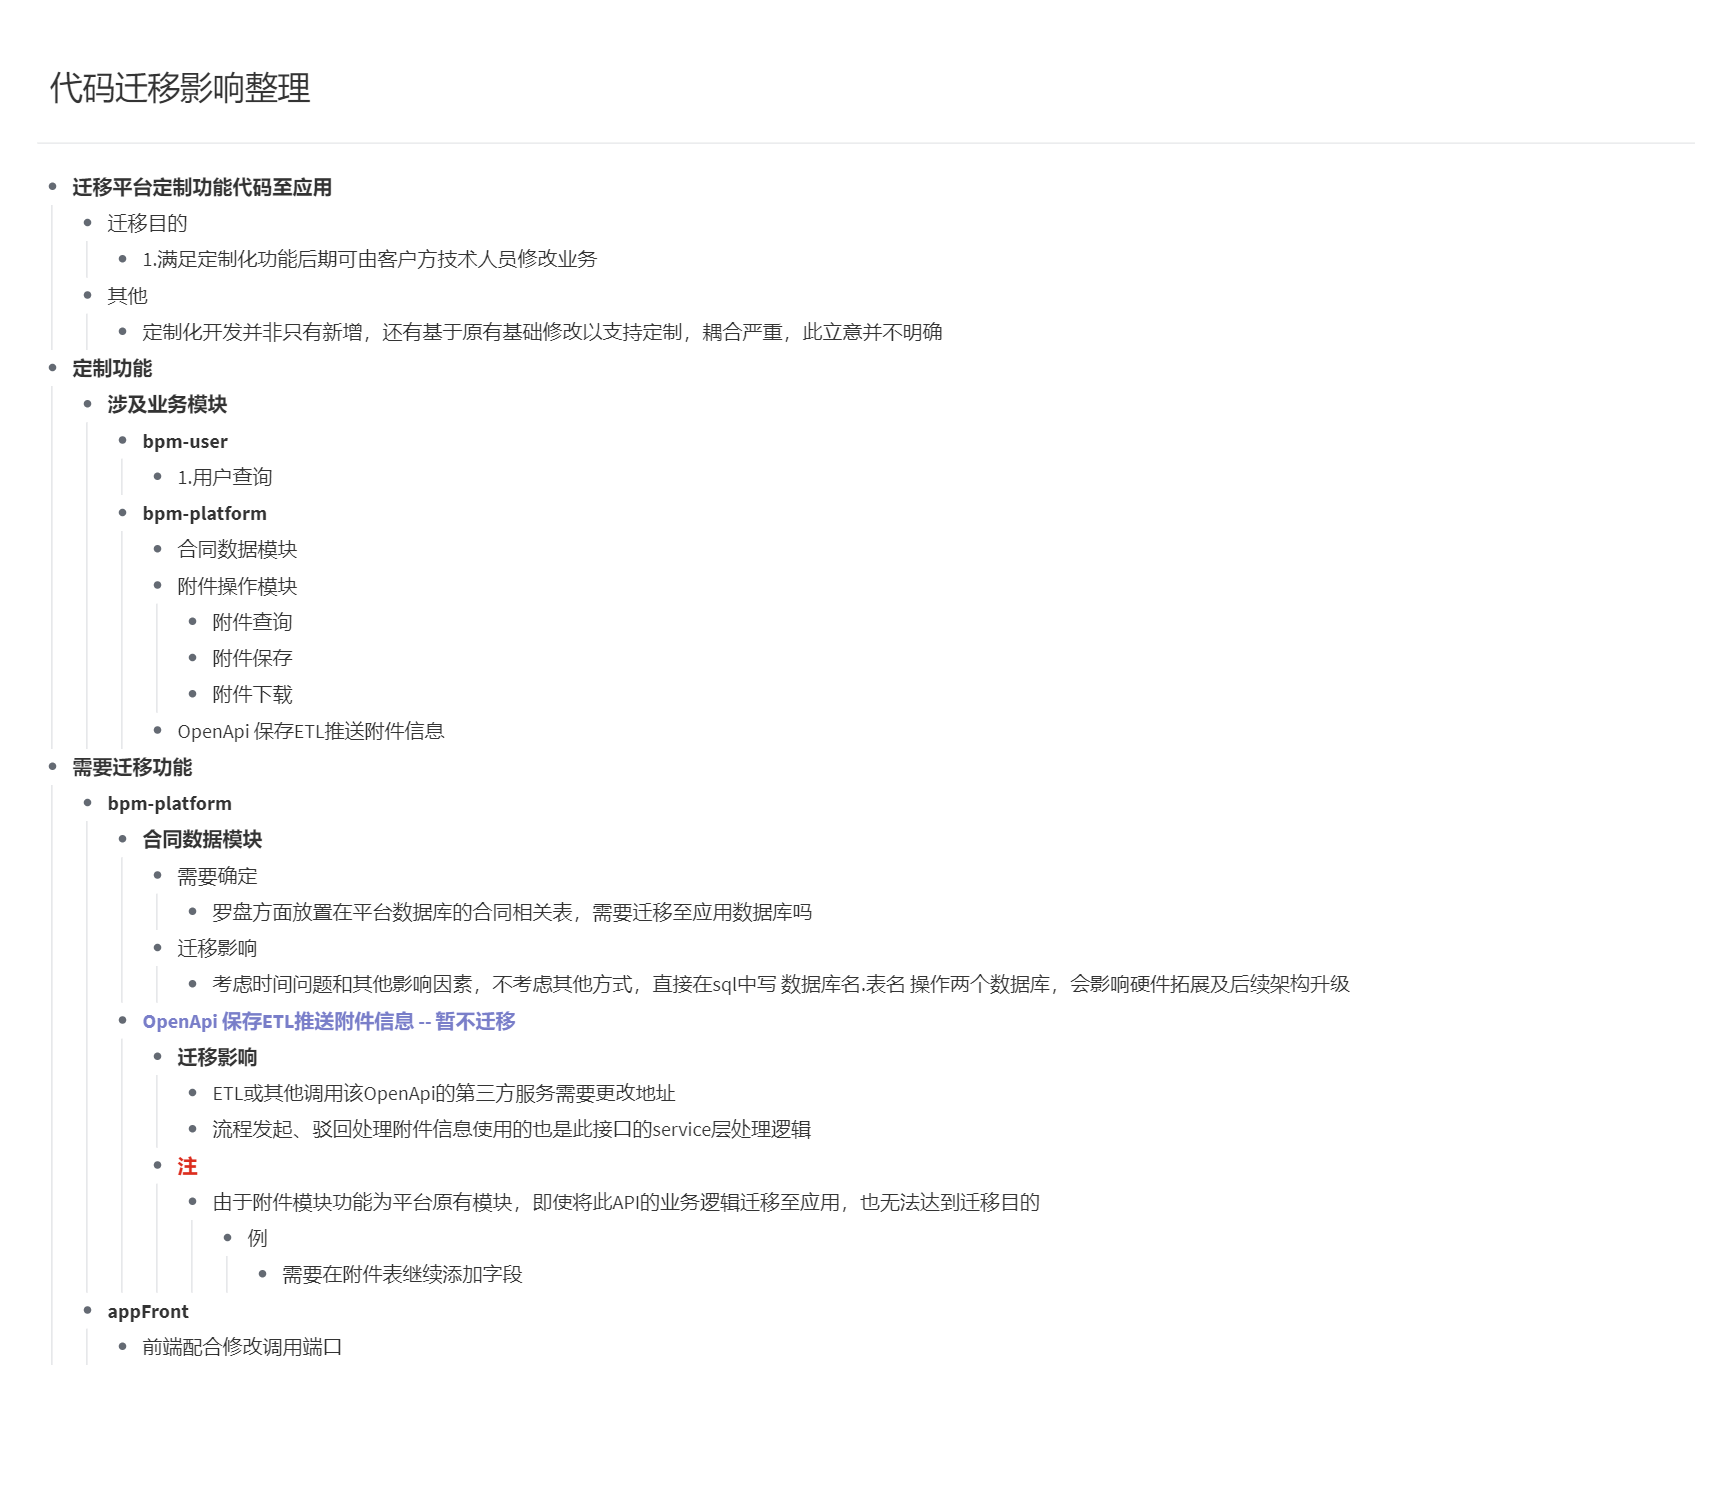 代码迁移影响整理
迁移平台定制功能代码至应用
迁移目的
1.满足定制化功能后期可由客户方技术人员修改业务
其他
定制化开发并非只有新增，还有基于原有基础修改以支持定制，耦合严重，此立意并不明确
定制功能
涉及业务模块
bpm-user
1.用户查询
bpm-platform
合同数据模块
附件操作模块
附件查询
附件保存
附件下载
OpenApi 保存ETL推送附件信息
需要迁移功能
bpm-platform
合同数据模块
需要确定
罗盘方面放置在平台数据库的合同相关表，需要迁移至应用数据库吗
迁移影响
考虑时间问题和其他影响因素，不考虑其他方式，直接在sql中写 数据库名.表名 操作两个数据库，会影响硬件拓展及后续架构升级
OpenApi 保存ETL推送附件信息 -- 暂不迁移
迁移影响
ETL或其他调用该OpenApi的第三方服务需要更改地址
流程发起、驳回处理附件信息使用的也是此接口的service层处理逻辑
注
由于附件模块功能为平台原有模块，即使将此API的业务逻辑迁移至应用，也无法达到迁移目的
例
需要在附件表继续添加字段
appFront
前端配合修改调用端口